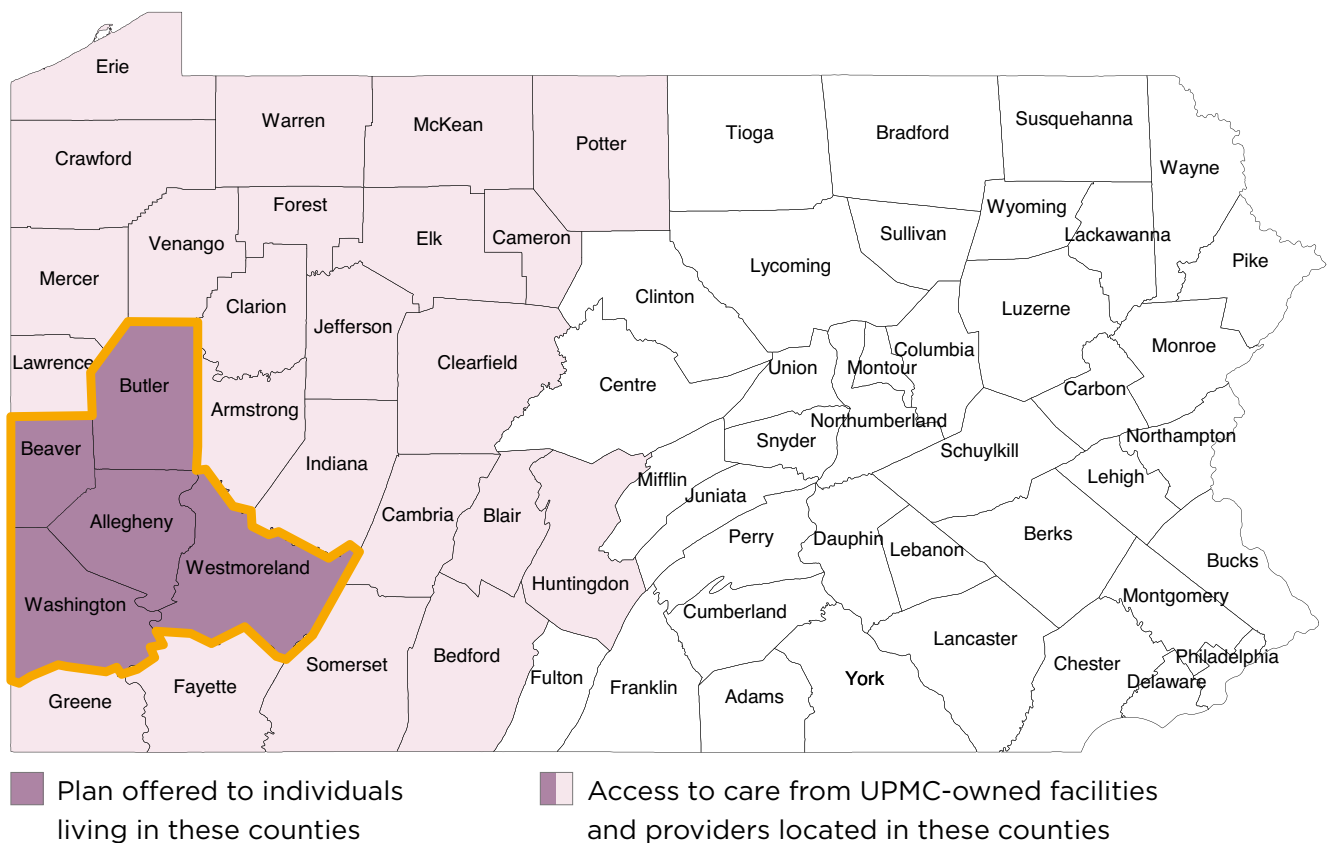 Erie
Warren
McKean
Potter
Tioga
Bradford
Susquehanna
Wayne
Crawford
Forest
Wyoming
Lackawanna
Venango
Elk
Cameron
Sullivan
Pike
Mercer
Lycoming
Clinton
Luzerne
Clarion
Jefferson
Clearfield
Lawrence
Butler
Centre
Union
Montour
Columbia
Monroe
Carbon
Armstrong
Northumberland
Snyder
Northampton
Beaver
Indiana
Mifflin
Juniata
Schuylkill
Lehigh
Allegheny
Cambria
Blair
Perry
Dauphin
Lebanon
Berks
Bucks
Westmoreland
Huntingdon
Washington
Cumberland
Montgomery
Lancaster
Somerset
Bedford
Fulton
Franklin
Adams
York
Chester
Philadelphia
Delaware
Greene
Fayette
Plan offered to individuals
living in these counties
Access to care from UPMC-owned facilities
and providers located in these counties